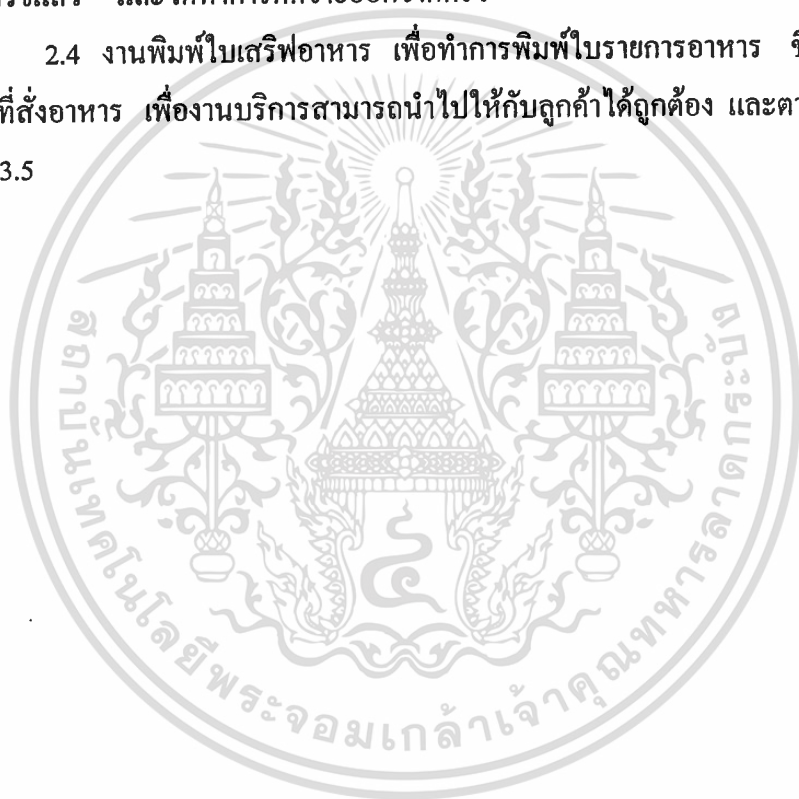 2.4 งานพิมพ์ใบเสริฟอาหาร เพื่อทำการพิมพ์ใบรายการอาหาร
ที่สั่งอาหาร เพื่องานบริการสามารถนำไปให้กับลูกค้าได้ถูกต้อง และ
3.5
สถาบันเทคโนโลยีพระจอมเกล้าเจ้าคุณทหารลาดกระบัง